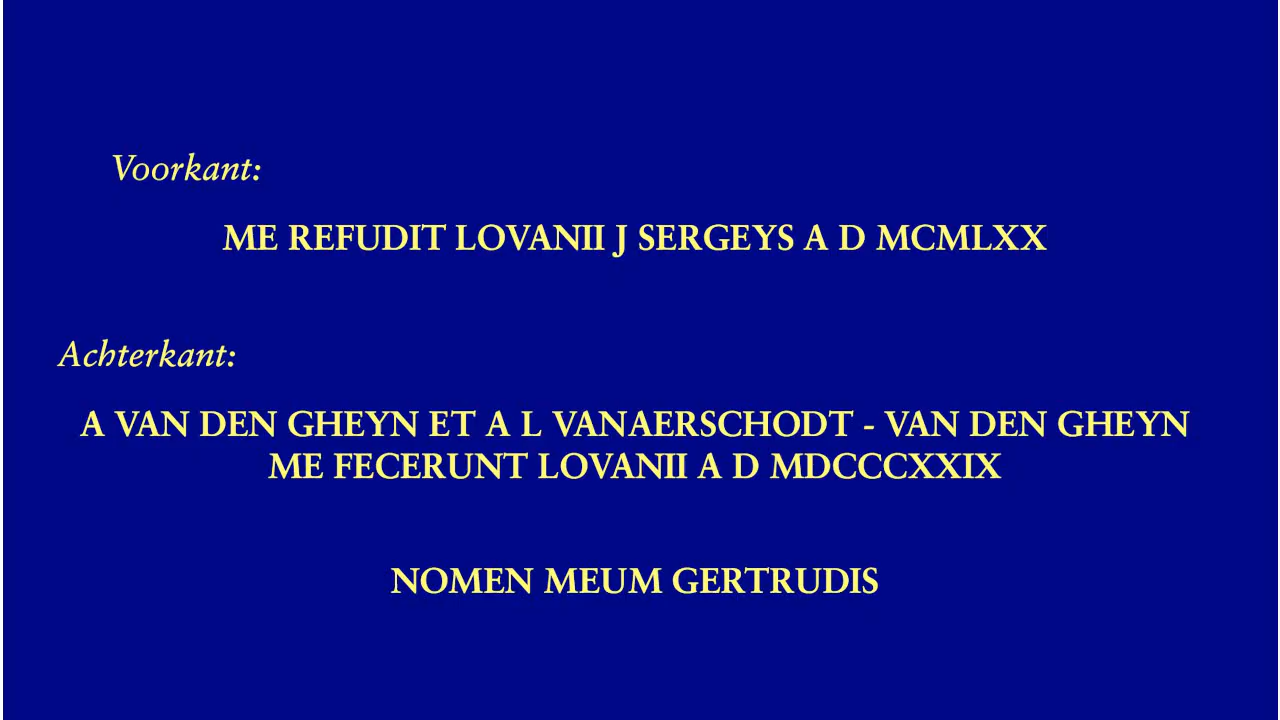 Voorkant:
ME REFUDIT LOVANII J SERGEYS A D MCMLXX
Achterkant:
A VAN DEN GHEYN ET A L VANAERSCHODT - VAN DEN GHEYN
ME FECERUNT LOVANII A D MDCCCXXIX
NOMEN MEUM GERTRUDIS